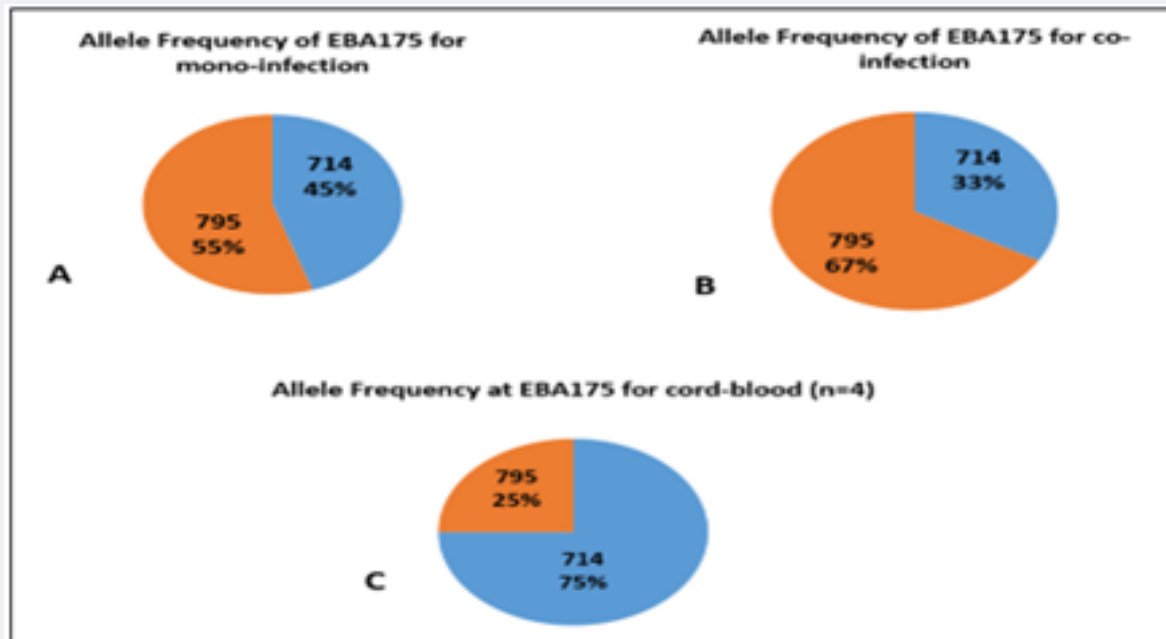 Allele Frequency of EBA175 for
mono-infection
714
45%
795
55%
A
Allele Frequency of EBA175 for co-
infection
714
33%
795
67%
B
Allele Frequency at EBA175 for cord-blood (n=4)
795
25%
714
75%
C